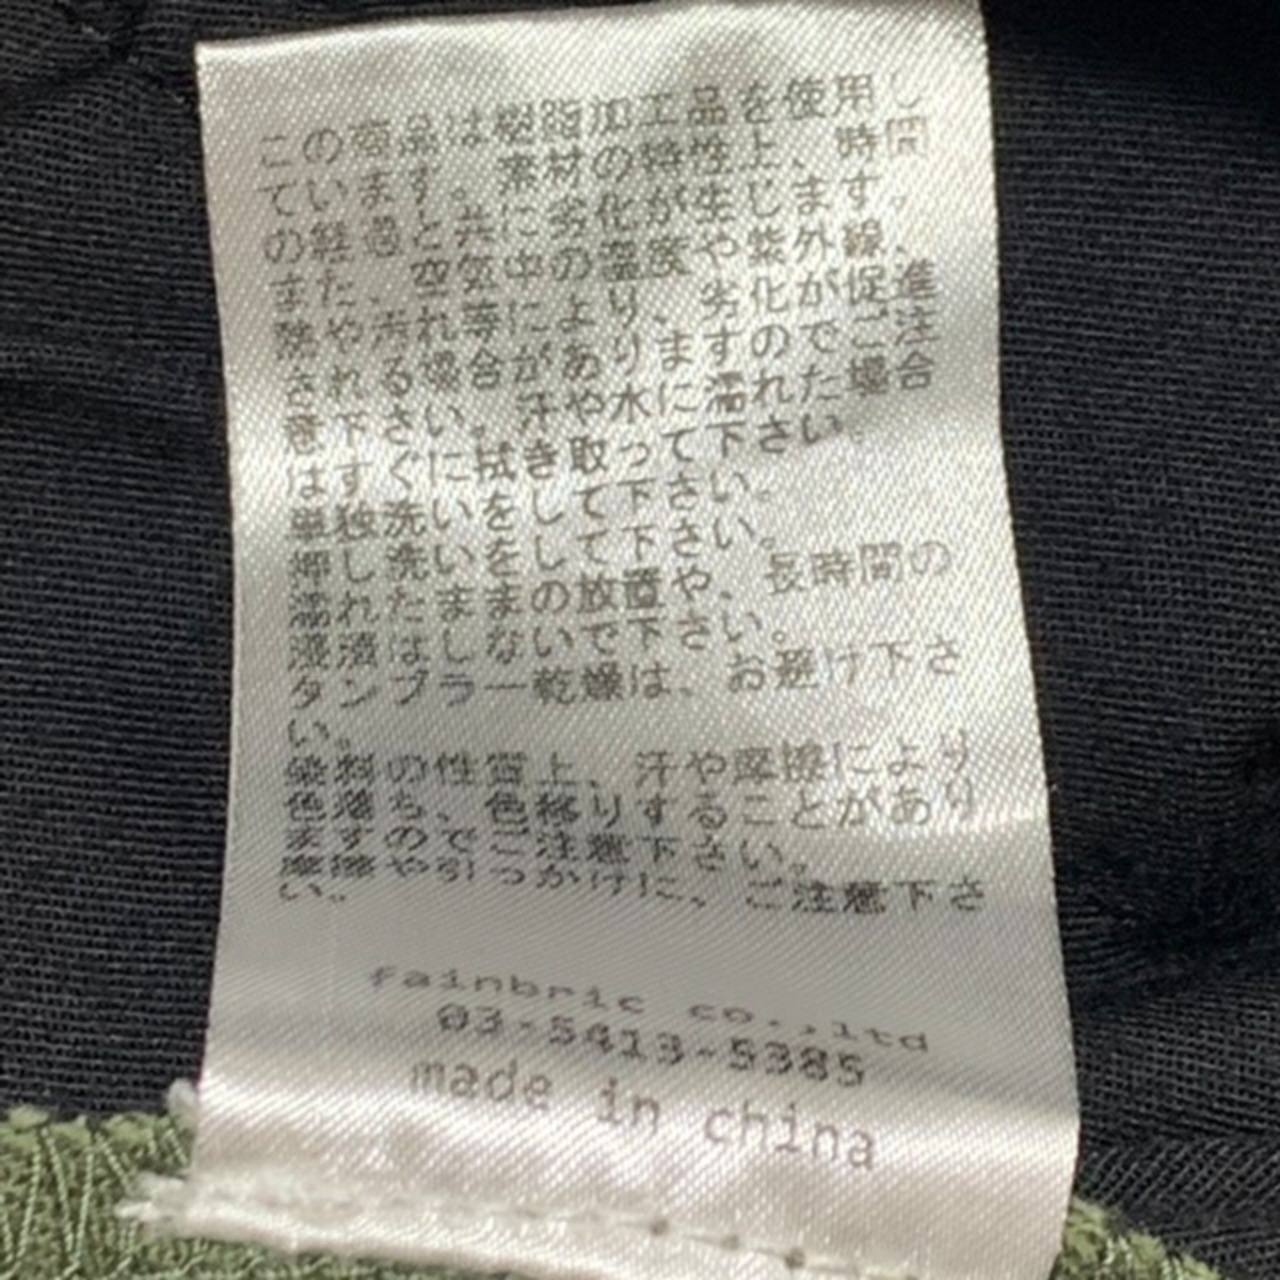 この商品は樹脂加工品を使用し
ています。素材の特性上、時間
の経過と共に劣化が生じます。
また、空気中の温度や紫外線、
熱や汚れ等により、劣化が促進
される場合がありますのでご注
意下さい。汗や水に濡れた場合
はすぐに拭き取って下さい。
単独洗いをして下さい。
押し洗いをして下さい。
濡れたままの放置や、長時間の
浸漬はしないで下さい。
タンブラー乾燥は、お避け下さ
い。
染料の性質上、汗や摩擦により
色落ち、色移りすることがあり
ますのでご注意下さい。
摩擦や引っかけに、ご注意下さ
い。
fainbric co.,ltd
03-5413-5385
made in china